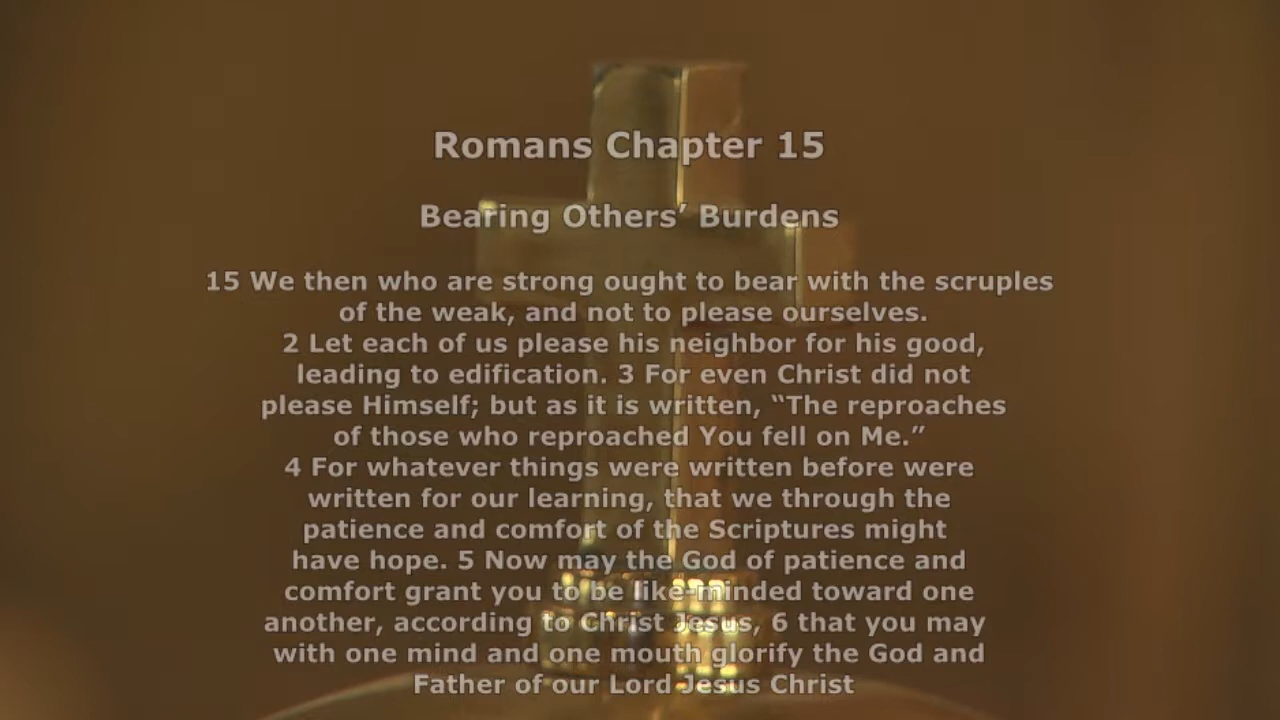 Romans Chapter 15
Bearing Others’ Burdens
15 We then who are strong ought to bear with the scruples
of the weak, and not to please ourselves.
2 Let each of us please his neighbor for his good,
leading to edification. 3 For even Christ did not
please Himself; but as it is written, “The reproaches
of those who reproached You fell on Me.”
4 For whatever things were written before were
written for our learning, that we through the
patience and comfort of the Scriptures might
have hope. 5 Now may the God of patience and
comfort grant you to be like-minded toward one
another, according to Christ Jesus, 6 that you may
with one mind and one mouth glorify the God and
Father of our Lord Jesus Christ